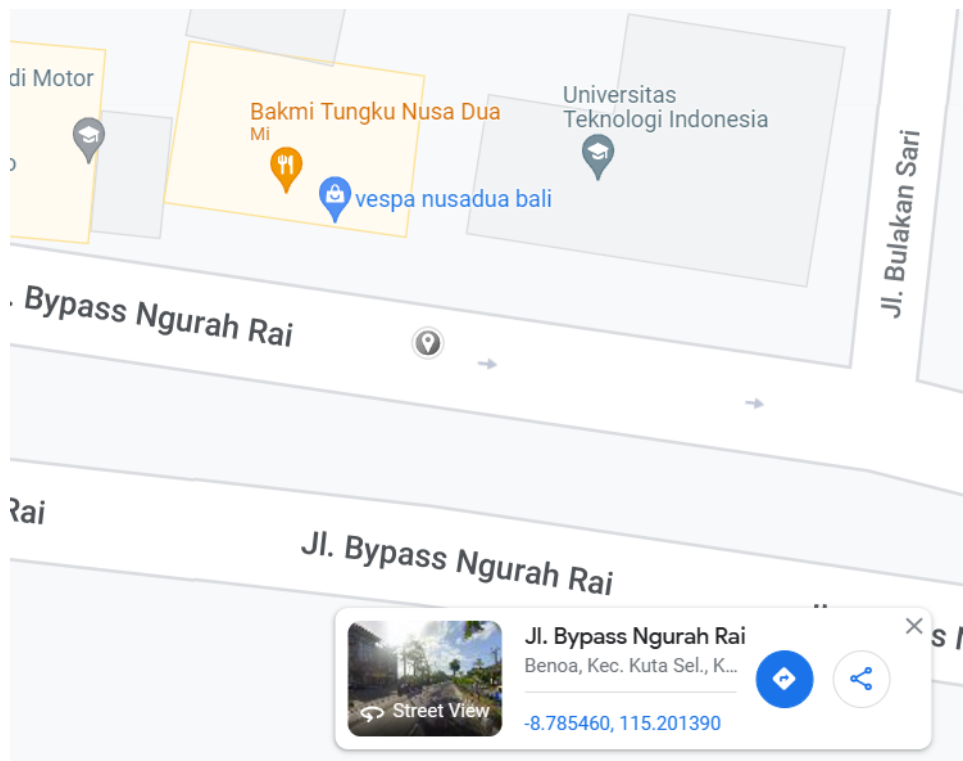 di Motor
Bakmi Tungku Nusa Dua
Mi
vespa nusadua bali
Universitas
Teknologi Indonesia
Jl. Bulakan Sari
. Bypass Ngurah Rai
Rai
Jl. Bypass Ngurah Rai
Jl. Bypass Ngurah Rai
Benoa, Kec. Kuta Sel., K...
Street View
-8.785460, 115.201390